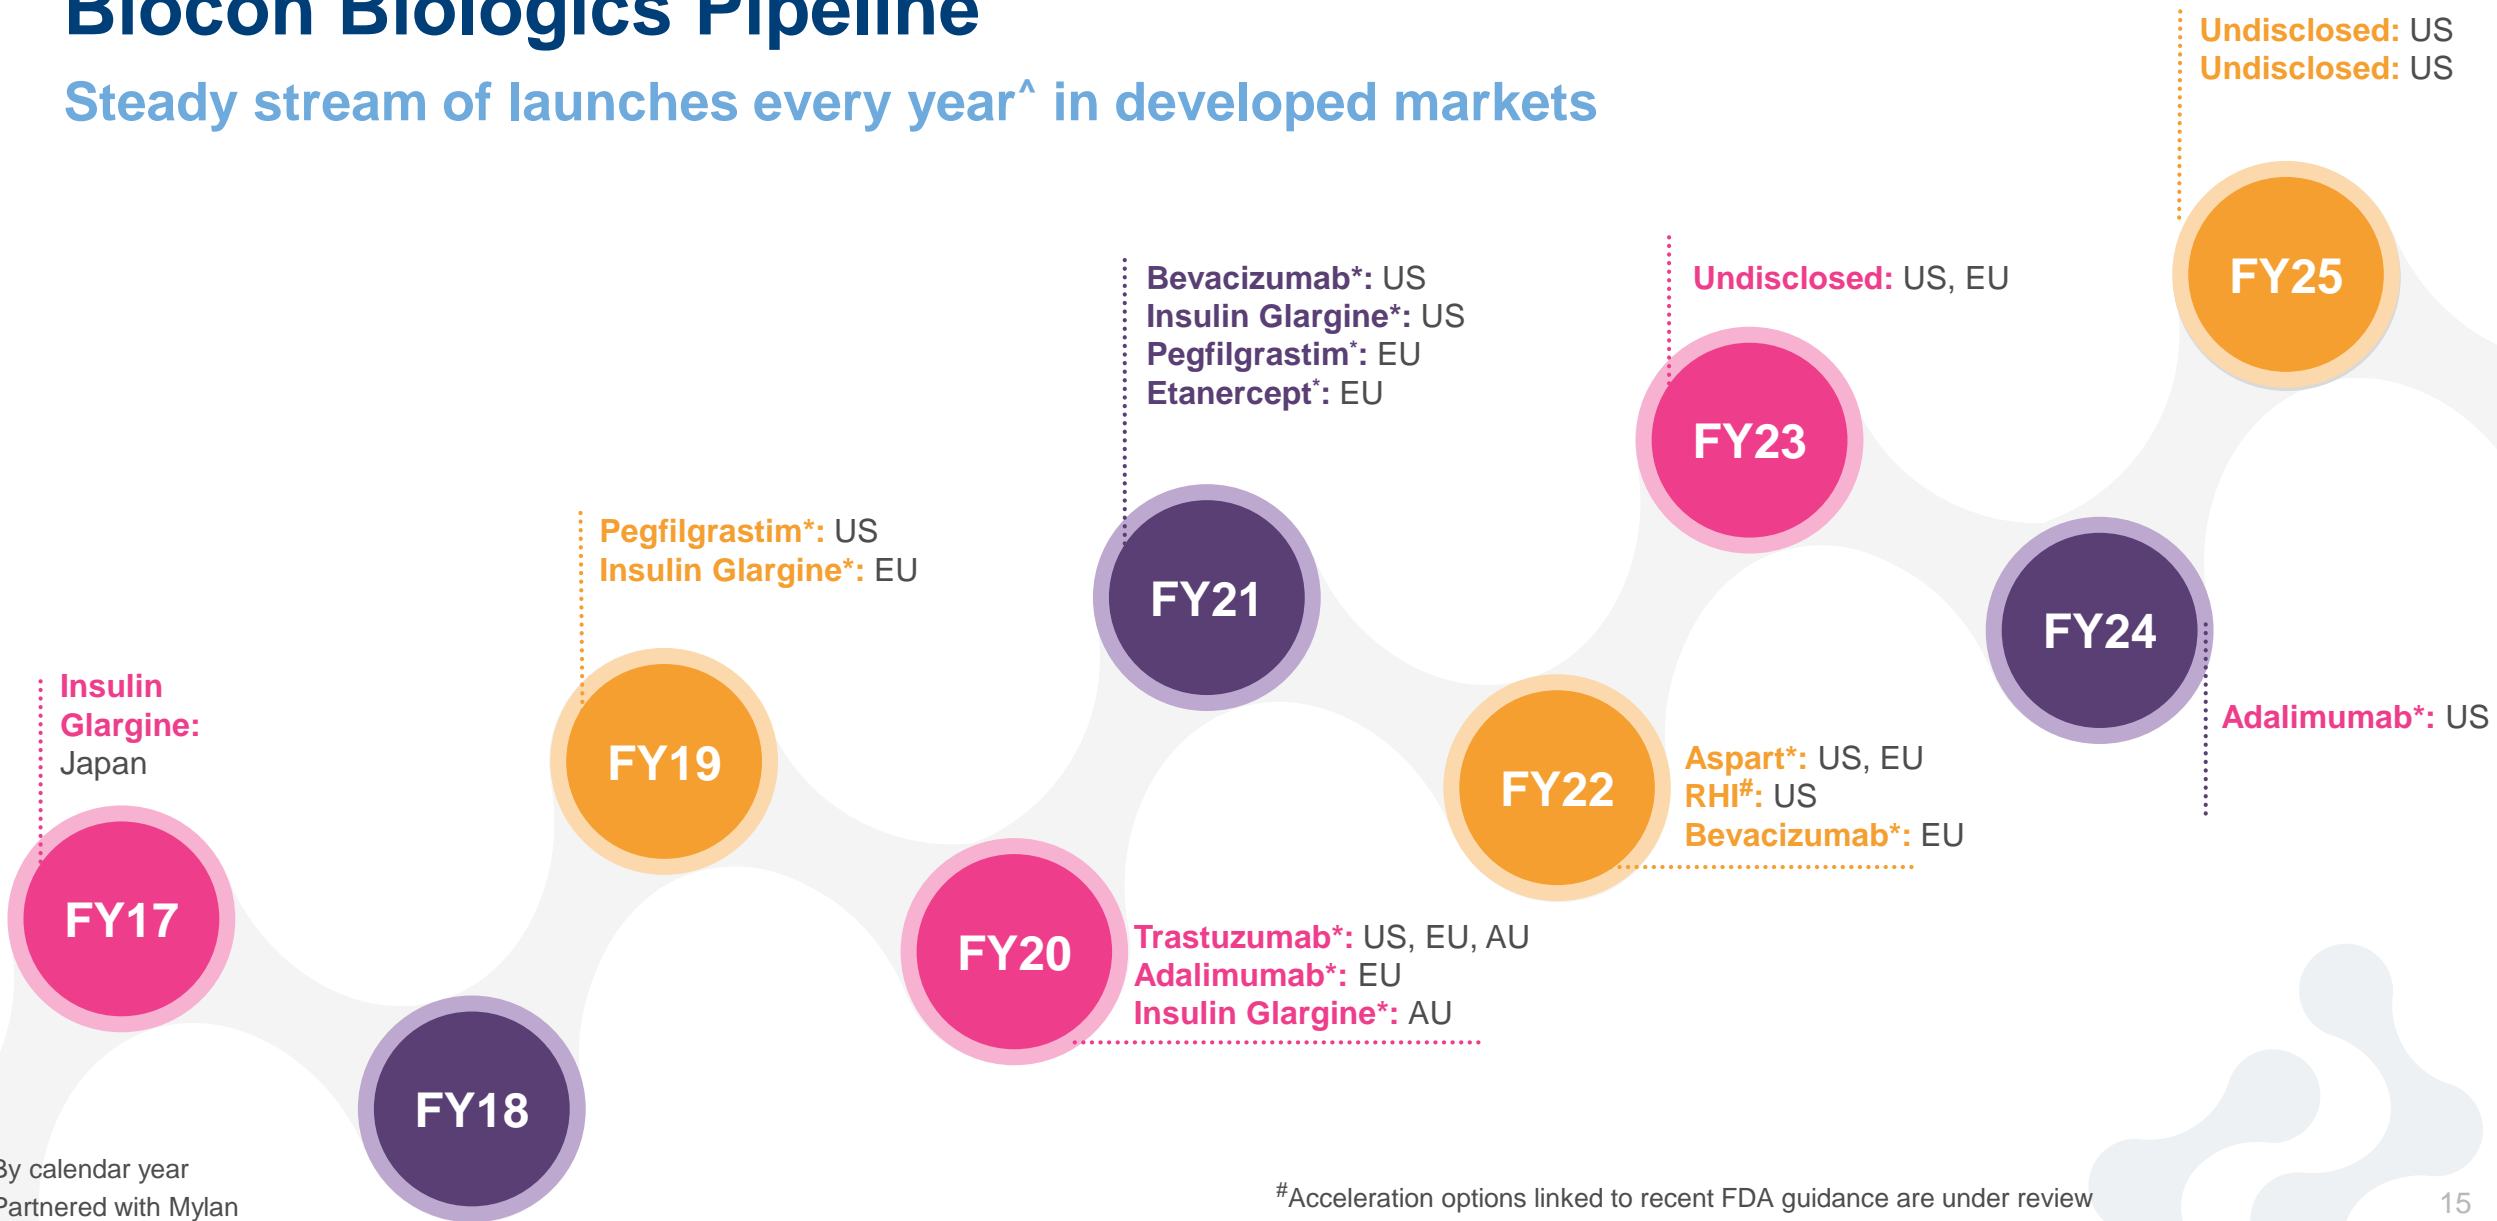 Biocon Biologics Pipeline
Steady stream of launches every year^ in developed markets
Undisclosed: US
Undisclosed: US
FY25
Bevacizumab*: US
Insulin Glargine*: US
Pegfilgrastim*: EU
Etanercept*: EU
Undisclosed: US, EU
FY23
Pegfilgrastim*: US
Insulin Glargine*: EU
FY21
FY24
Insulin
Glargine:
Japan
FY19
Adalimumab*: US
FY22
Aspart*: US, EU
RHI#: US
Bevacizumab*: EU
FY17
FY20
Trastuzumab*: US, EU, AU
Adalimumab*: EU
Insulin Glargine*: AU
FY18
By calendar year
Partnered with Mylan
#Acceleration options linked to recent FDA guidance are under review
15